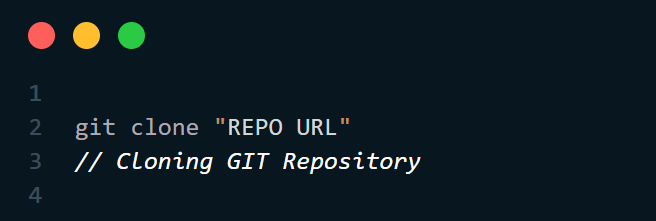 1
2 git clone "REPO URL"
3 // Cloning GIT Repository
4